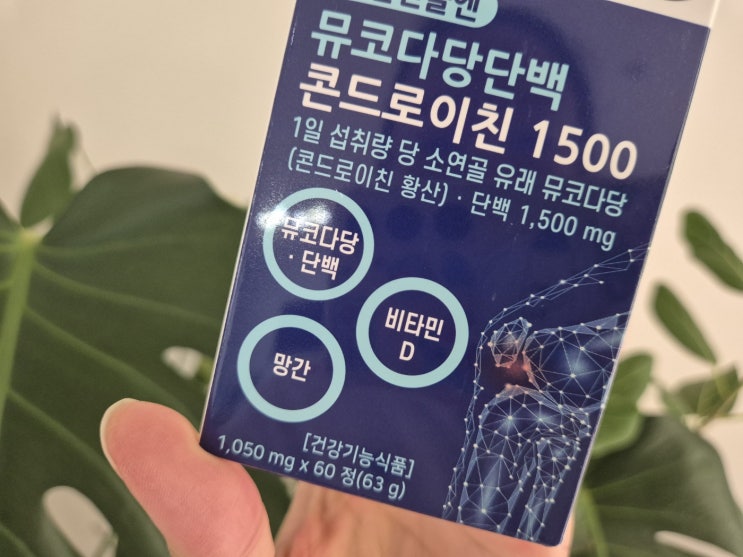 뮤코다당단백
콘드로이친 1500
1일 섭취량 당 소연골 유래 뮤코다당
(콘드로이친 황산)·단백 1,500 mg
뮤코다당
·단백
비타민
D
망간
[건강기능식품]
1,050 mg x 60 정(63 g)